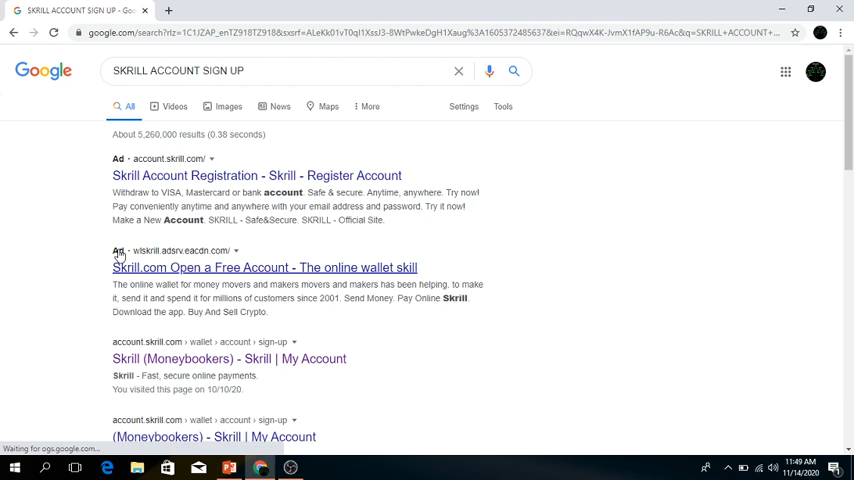 SKRILL ACCOUNT SIGN UP - Goo
google.com/search?rlz=1C1JZAP_enTZ918TZ918&sxsrf=ALeKk01vT0qI1XssJ3-8WtPwkeDgH1Xaug%3A1605372485637&ei=RQqwX4K-JvmX1fAP9u-R6Ac&q=SKRILL+ACCOUNT+...
Google
SKRILL ACCOUNT SIGN UP
All Videos Images News Maps More Settings Tools
About 5,260,000 results (0.38 seconds)
Ad · account.skrill.com/
Skrill Account Registration - Skrill - Register Account
Withdraw to VISA, Mastercard or bank account. Safe & secure. Anytime, anywhere. Try now!
Pay conveniently anytime and anywhere with your email address and password. Try it now!
Make a New Account. SKRILL - Safe&Secure. SKRILL - Official Site.
Ad · wlskrill.adsrv.eacdn.com/
Skrill.com Open a Free Account - The online wallet skill
The online wallet for money movers and makers movers and makers has been helping. to make
it, send it and spend it for millions of customers since 2001. Send Money. Pay Online Skrill.
Download the app. Buy And Sell Crypto.
account.skrill.com › wallet › account › sign-up
Skrill (Moneybookers) - Skrill | My Account
Skrill - Fast, secure online payments.
You visited this page on 10/10/20.
account.skrill.com › wallet › account › sign-up
(Moneybookers) - Skrill | My Account
Waiting for ogs.google.com...
11:49 AM
11/14/2020